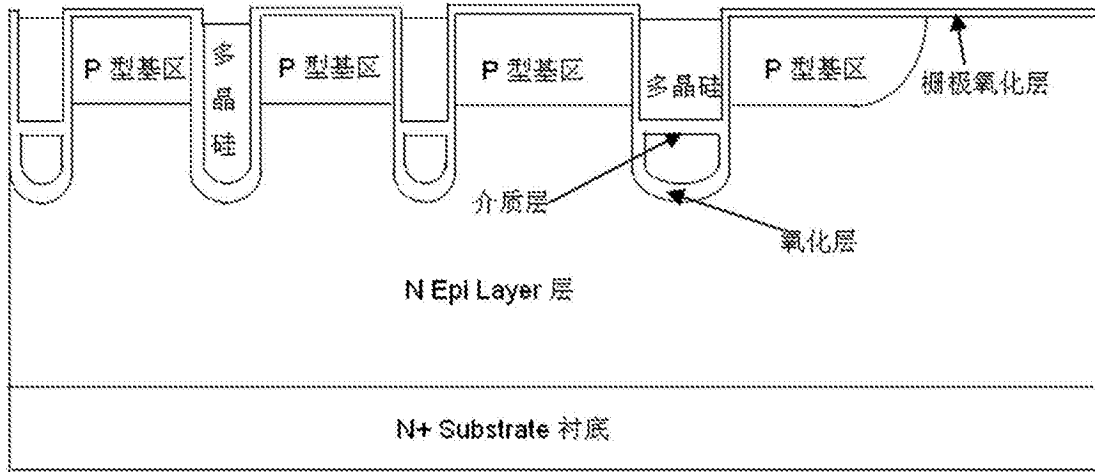 P 型基区
多晶硅
P 型基区
P 型基区
多晶硅
P 型基区
栅极氧化层
介质层
氧化层
N Epi Layer 层
N+ Substrate 衬底